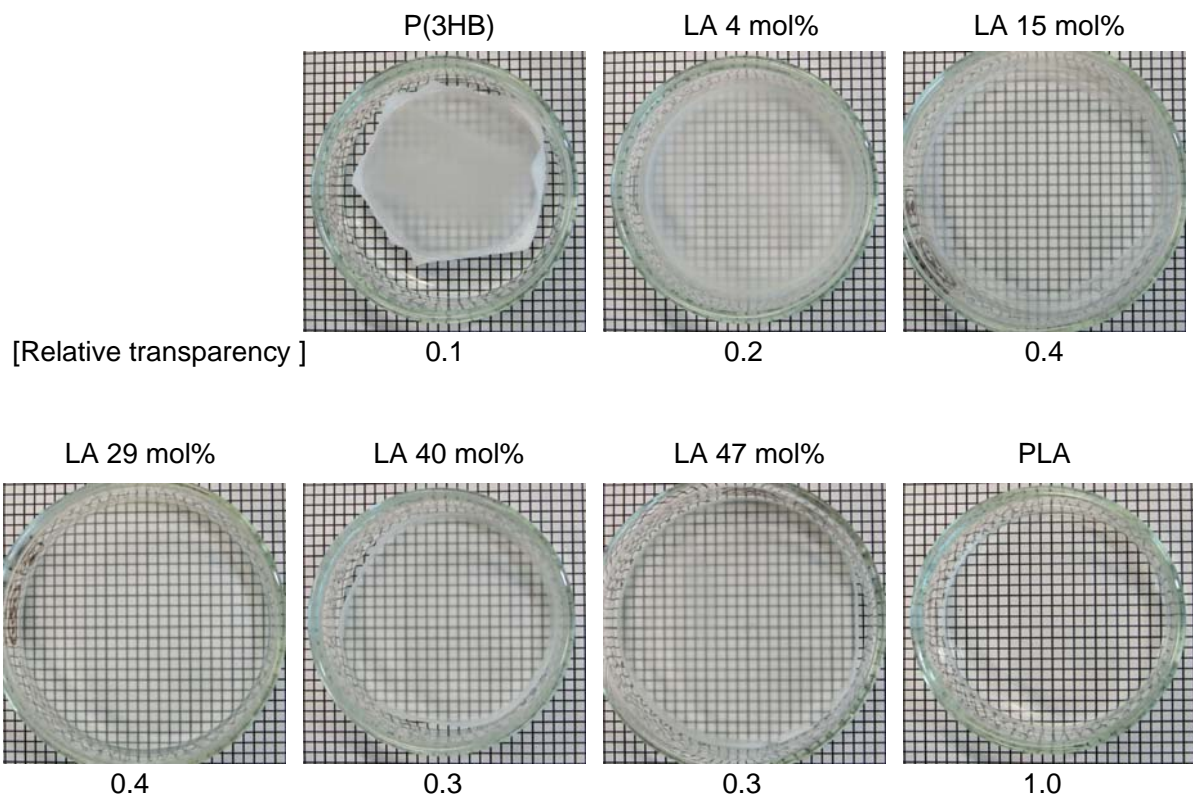 P(3HB) LA 4 mol% LA 15 mol%
[Relative transparency ] 0.1 0.2 0.4
LA 29 mol% LA 40 mol% LA 47 mol% PLA
0.4 0.3 0.3 1.0